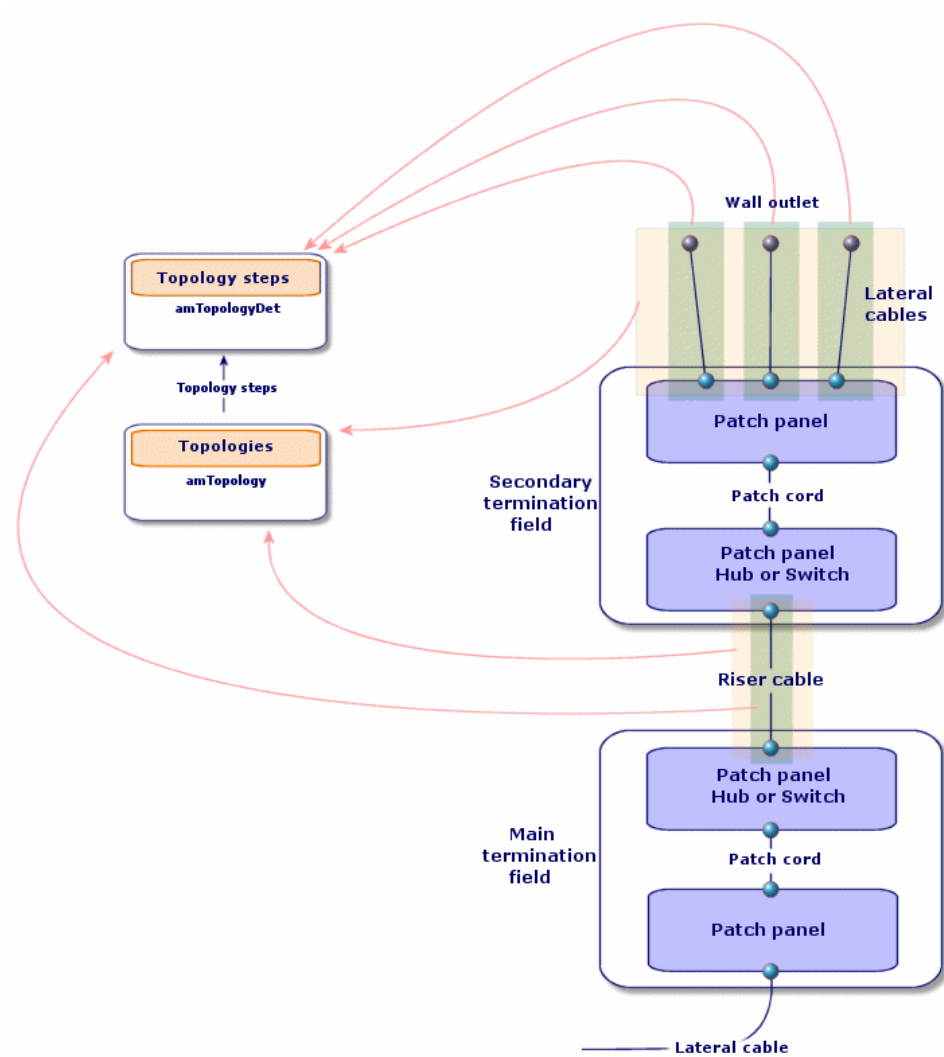 Wall outlet
Topology steps
amTopologyDet
Lateral
cables
Topology steps
Patch panel
Topologies
amTopology
Secondary
termination
field
Patch cord
Patch panel
Hub or Switch
Riser cable
Patch panel
Hub or Switch
Main
termination
field
Patch cord
Patch panel
Lateral cable